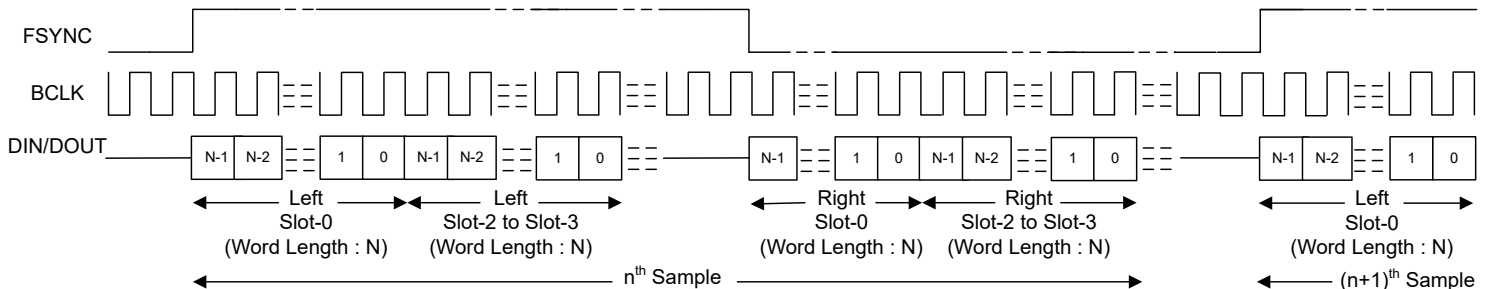 FSYNC
BCLK
DIN/DOUT
N-1 N-2 1 0 N-1 N-2 1 0 N-1 1 0 N-1 N-2 1 0 N-1 N-2 1 0
Left
Slot-0
(Word Length : N)
Left
Slot-2 to Slot-3
(Word Length : N)
Right
Slot-0
(Word Length : N)
Right
Slot-2 to Slot-3
(Word Length : N)
Left
Slot-0
(Word Length : N)
nth Sample
(n+1)th Sample